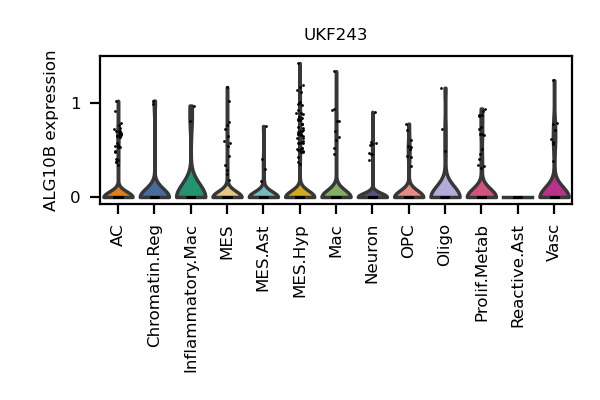 UKF243
ALG10B expression
1
0
AC
Chromatin.Reg
Inflammatory.Mac
MES
MES.Ast
MES.Hyp
Mac
Neuron
OPC
Oligo
Prolif.Metab
Reactive.Ast
Vasc